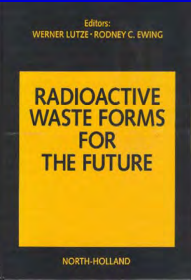 Editors:
WERNER LUTZE · RODNEY C. EWING
RADIOACTIVE
WASTE FORMS
FOR
THE FUTURE
NORTH-HOLLAND